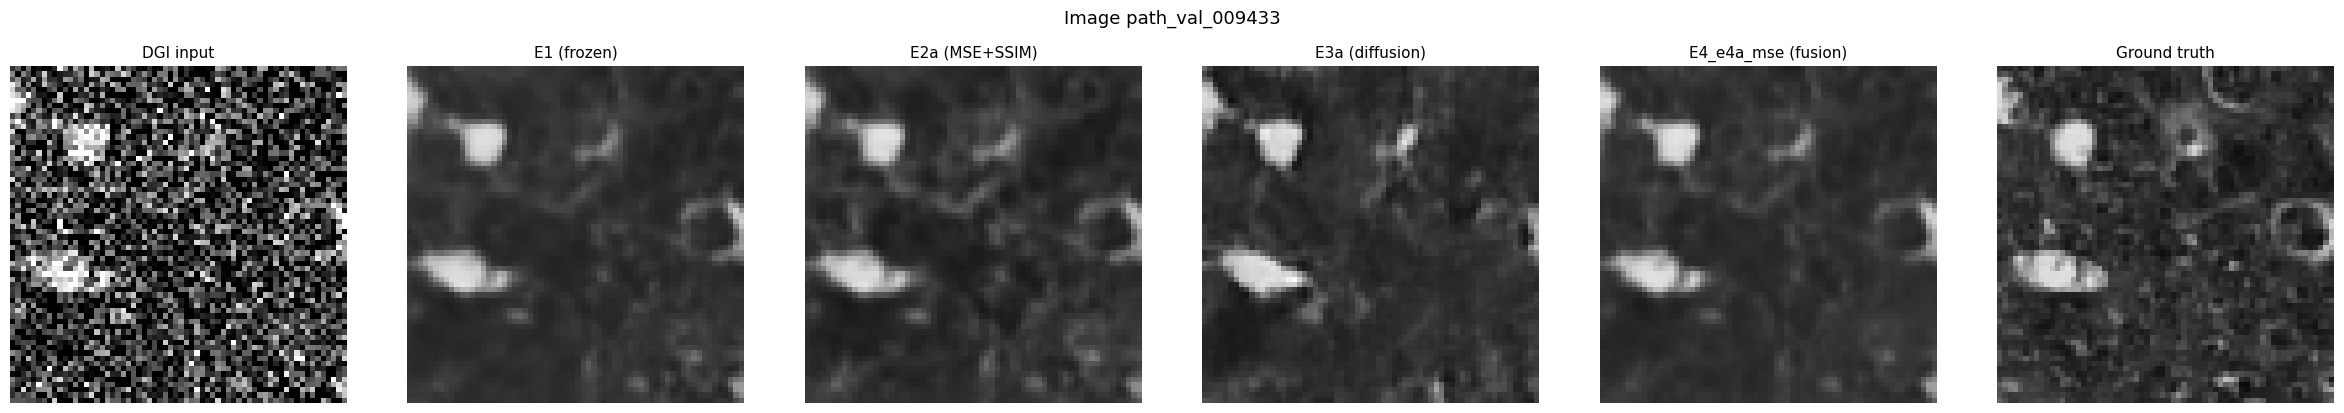 Image path_val_009433
DGI input
E1 (frozen)
E2a (MSE+SSIM)
E3a (diffusion)
E4_e4a_mse (fusion)
Ground truth